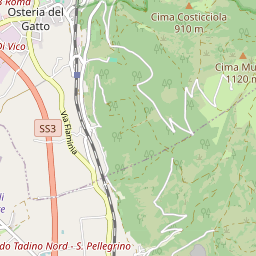 Osteria del
Gatto
Di Vico
Cima Costicciola
910 m
Cima Mu
1120 m
SS3
Via Flaminia
do Tadino Nord - S. Pellegrino